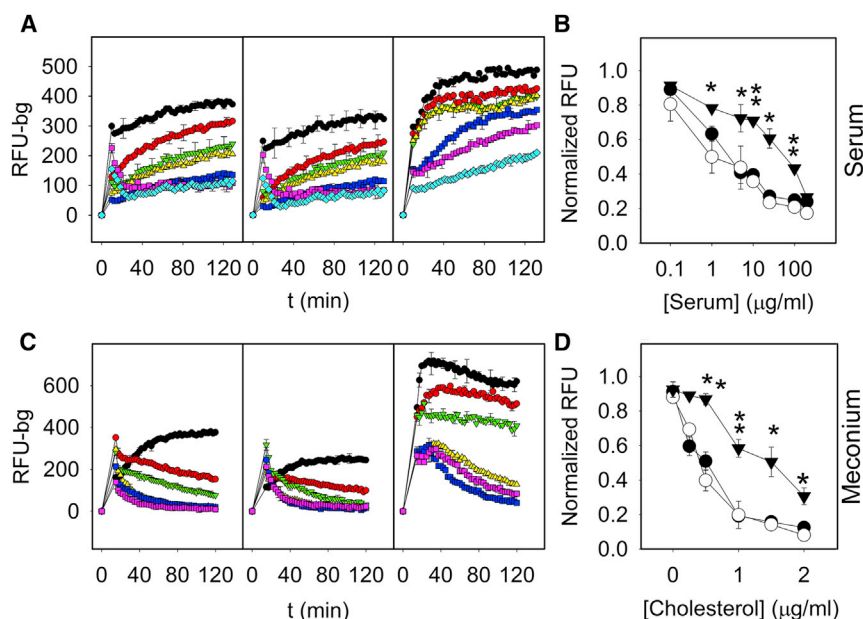 A
RFU-bg
500
400
300
200
100
0
0 40 80 120 0 40 80 120 0 40 80 120
t (min)
B
Normalized RFU
1.0
0.8
0.6
0.4
0.2
0.0
* * * * * * *
0.1 1 10 100
[Serum] (μg/ml)
Serum
C
RFU-bg
600
400
200
0
0 40 80 120 0 40 80 120 0 40 80 120
t (min)
D
Normalized RFU
1.0
0.8
0.6
0.4
0.2
0.0
* * * * * *
0 1 2
[Cholesterol] (μg/ml)
Meconium